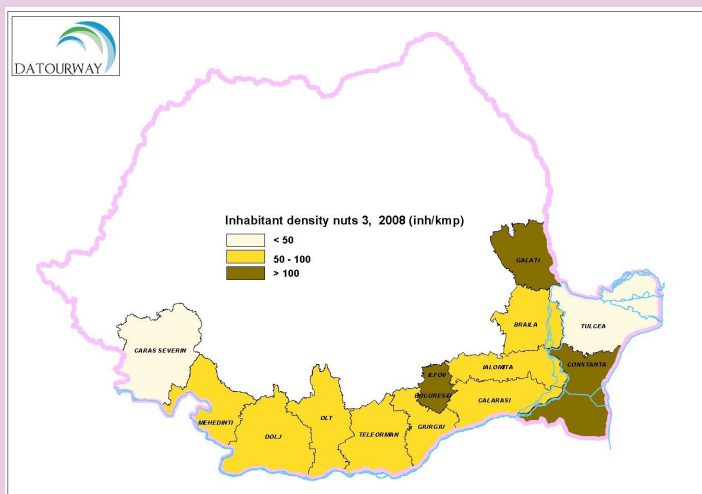 DATOURWAY
Inhabitant density nuts 3, 2008 (inh/kmp)
< 50
50 - 100
> 100
GALATI
BRAILA
TULCEA
CARAS SEVERIN
CONSTANTA
ILFOV
IALOMITA
BUCURESTI
CALARASI
MEHEDINTI
OLT
GIURGIU
DOLJ
TELEORMAN